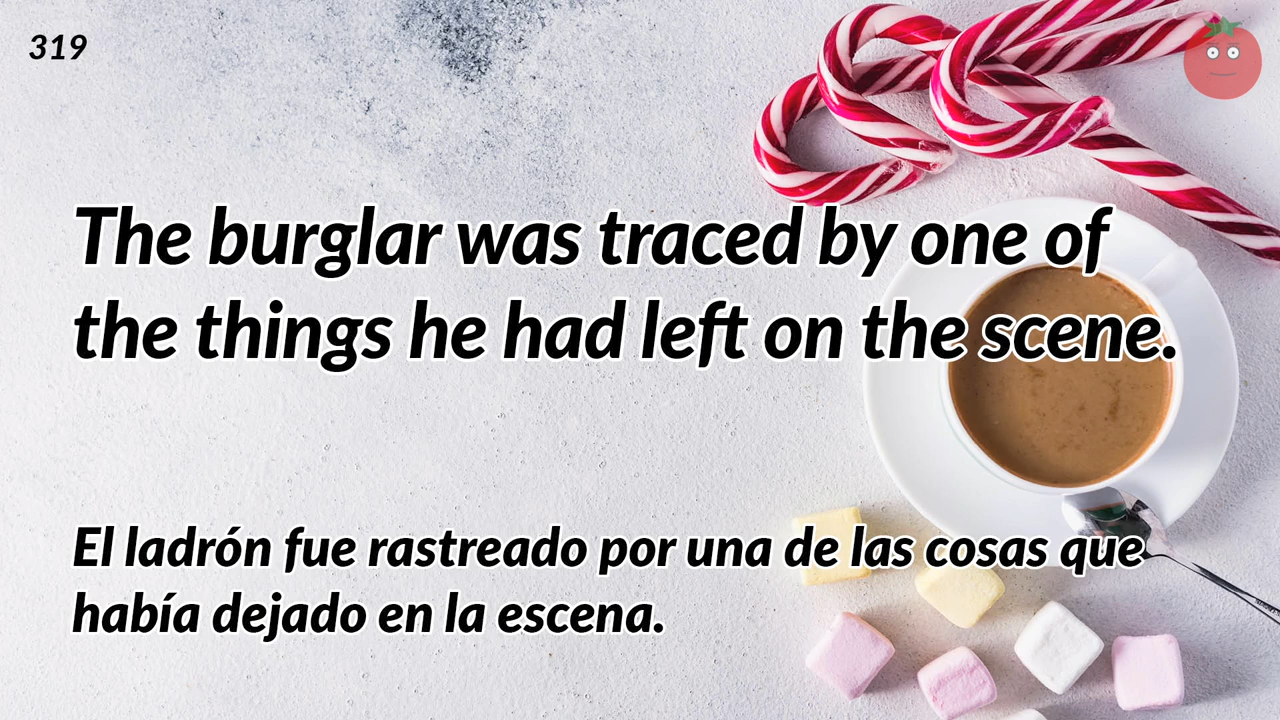 319
The burglar was traced by one of
the things he had left on the scene.
El ladrón fue rastreado por una de las cosas que
había dejado en la escena.